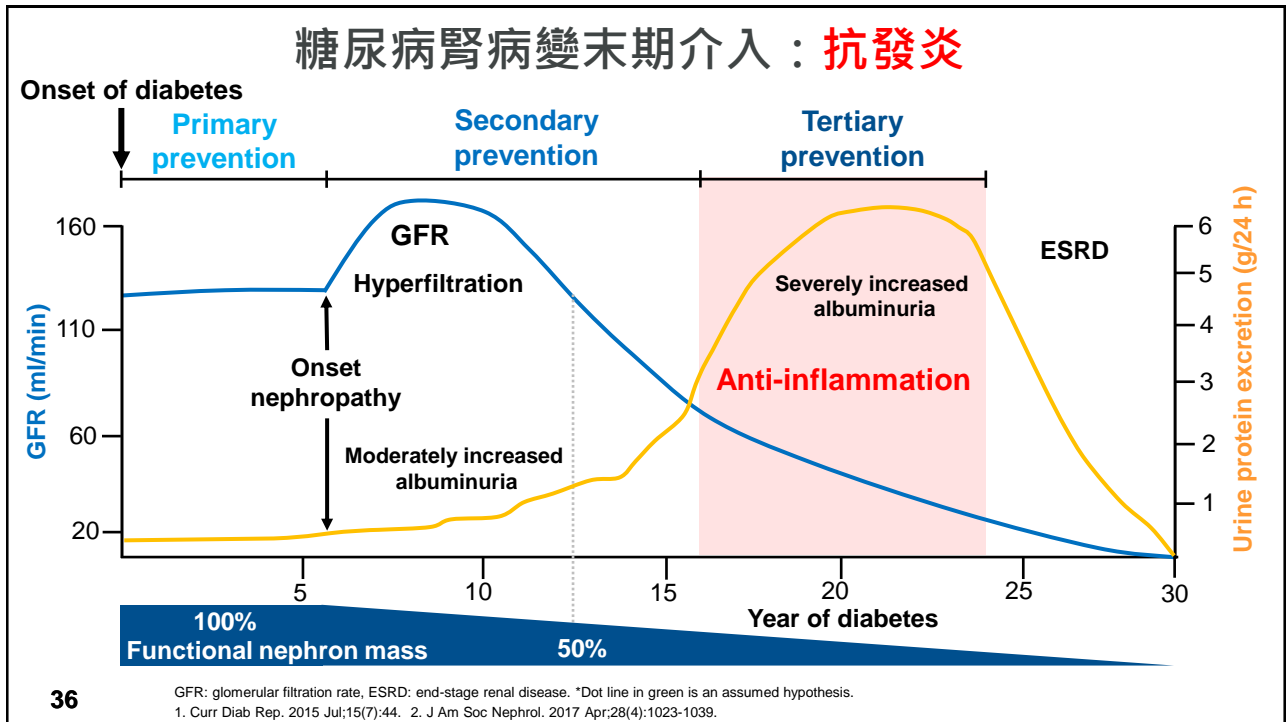 糖尿病腎病變末期介入：抗發炎
Onset of diabetes
Primary
prevention
Secondary
prevention
Tertiary
prevention
GFR (ml/min)
160
110
60
20
GFR
Hyperfiltration
Onset
nephropathy
Moderately increased
albuminuria
Severely increased
albuminuria
Anti-inflammation
ESRD
6
5
4
3
2
1
Urine protein excretion (g/24 h)
5
10
15
20
25
30
Year of diabetes
100%
Functional nephron mass
50%
36
GFR: glomerular filtration rate, ESRD: end-stage renal disease. *Dot line in green is an assumed hypothesis.
1. Curr Diab Rep. 2015 Jul;15(7):44. 2. J Am Soc Nephrol. 2017 Apr;28(4):1023-1039.